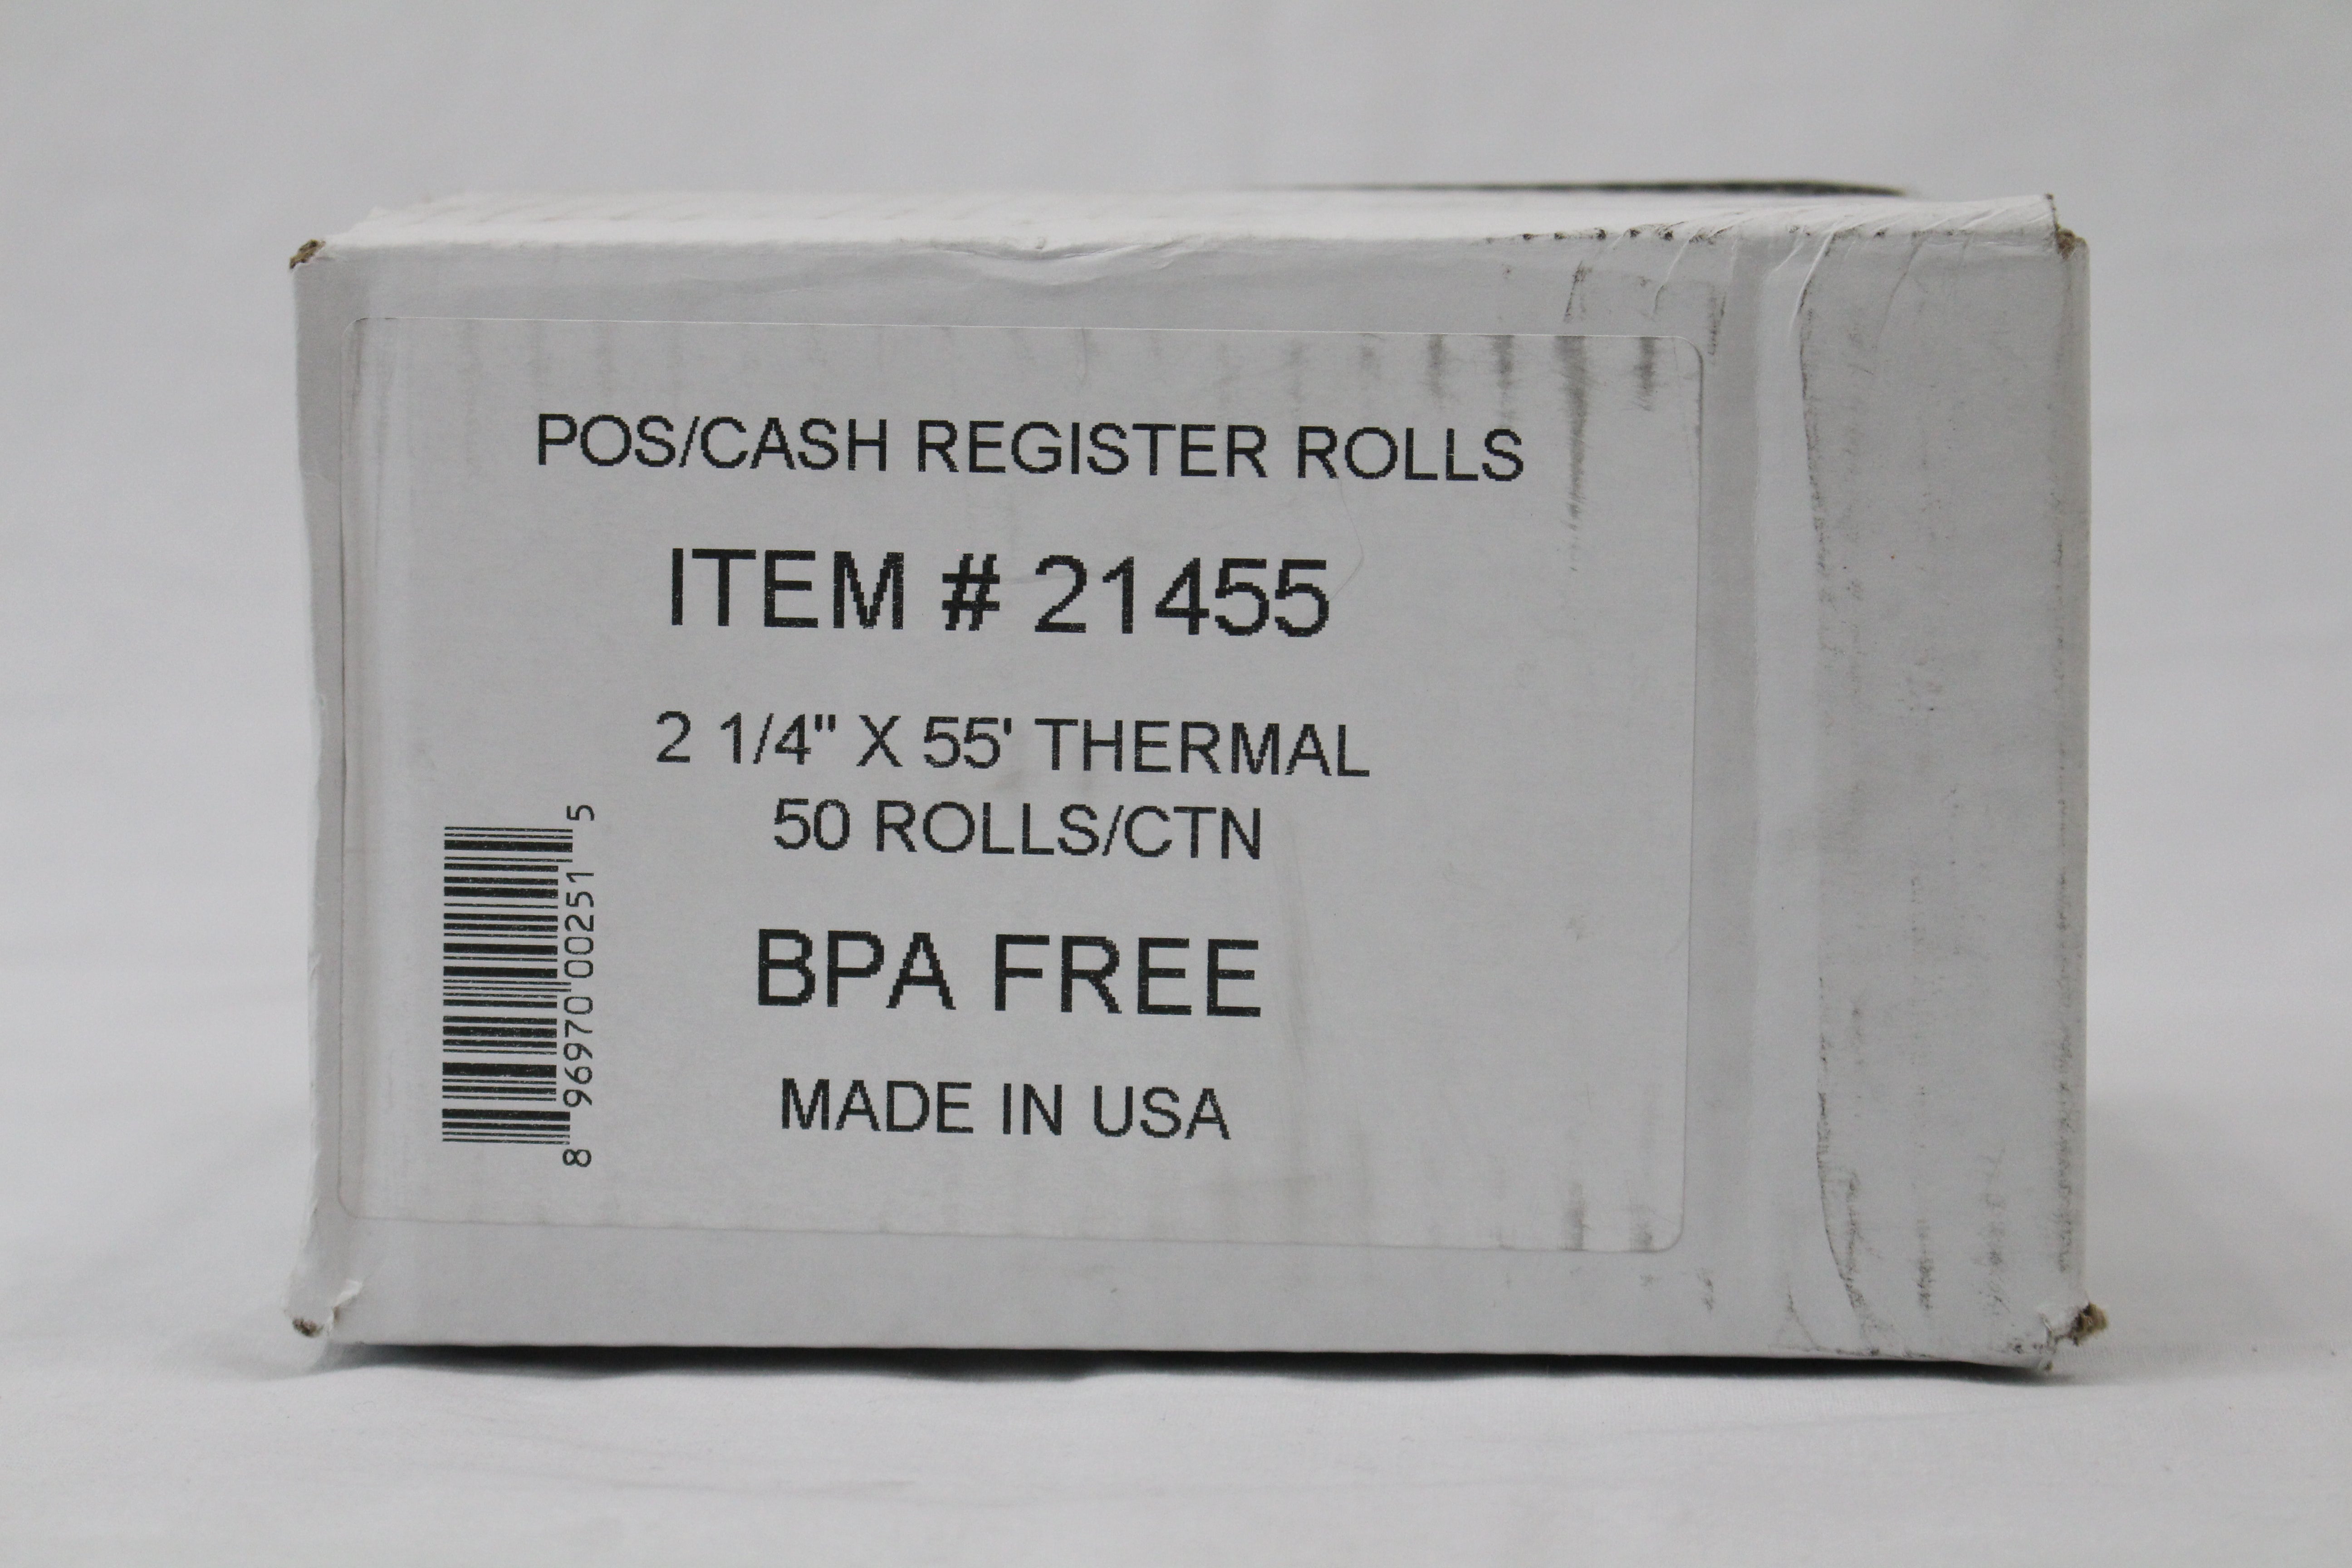 POS/CASH REGISTER ROLLS
ITEM # 21455
2 1/4" X 55' THERMAL
50 ROLLS/CTN
BPA FREE
MADE IN USA
8 96970 00251 5